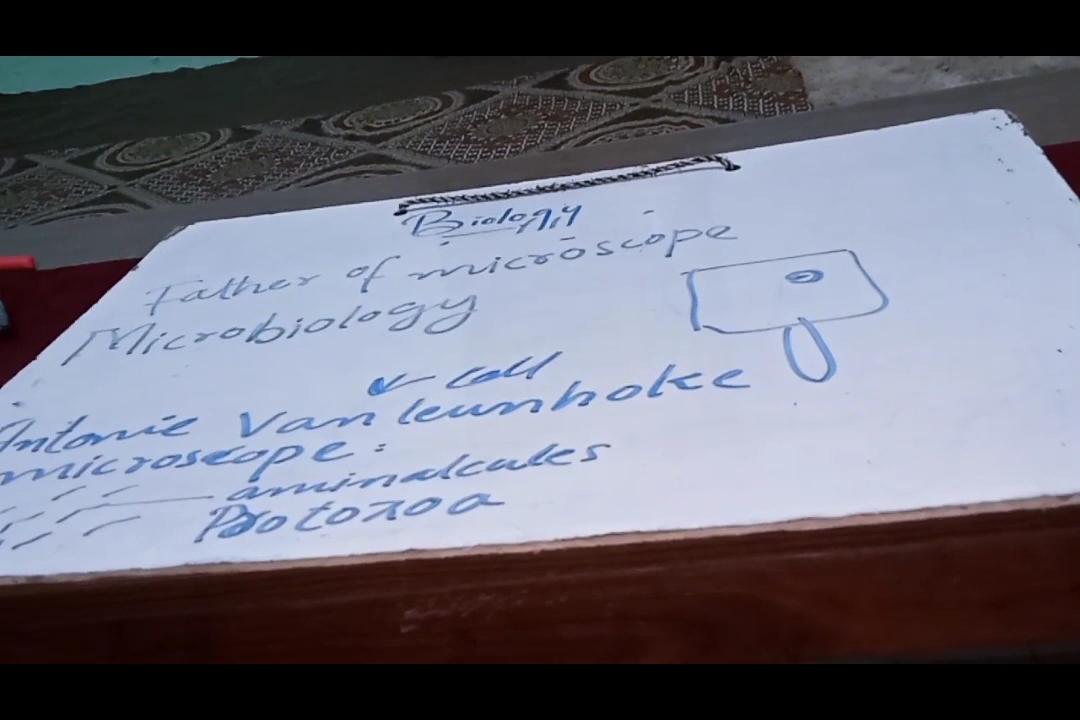 Biology
Father of microscope
Microbiology
cell
Antonie Van leunhoke
microscope:
aminalcules
Protozoa